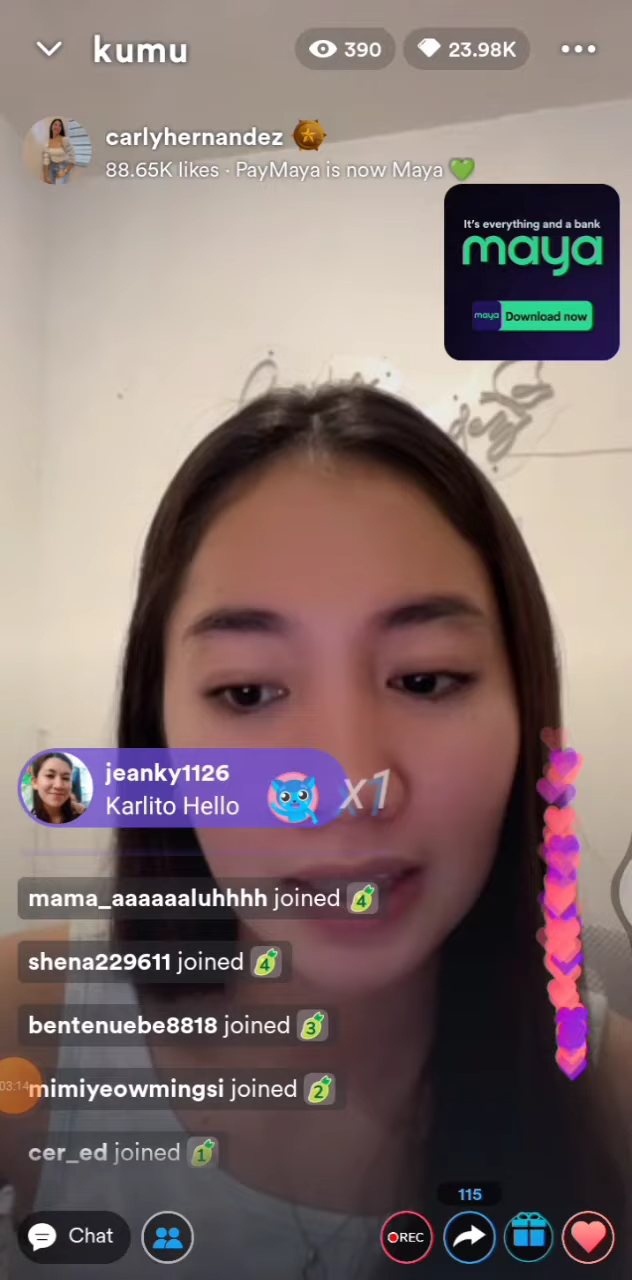 kumu
390
23.98K
carlyhernandez
88.65K likes · PayMaya is now Maya 💚
It's everything and a bank
maya
maya Download now
jeanky1126
Karlito Hello
x1
mama_aaaaaaluhhhh joined 4
shena229611 joined 4
bentenuebe8818 joined 3
mimiyeowmingsi joined 2
03:14
cer_ed joined 1
115
Chat
REC